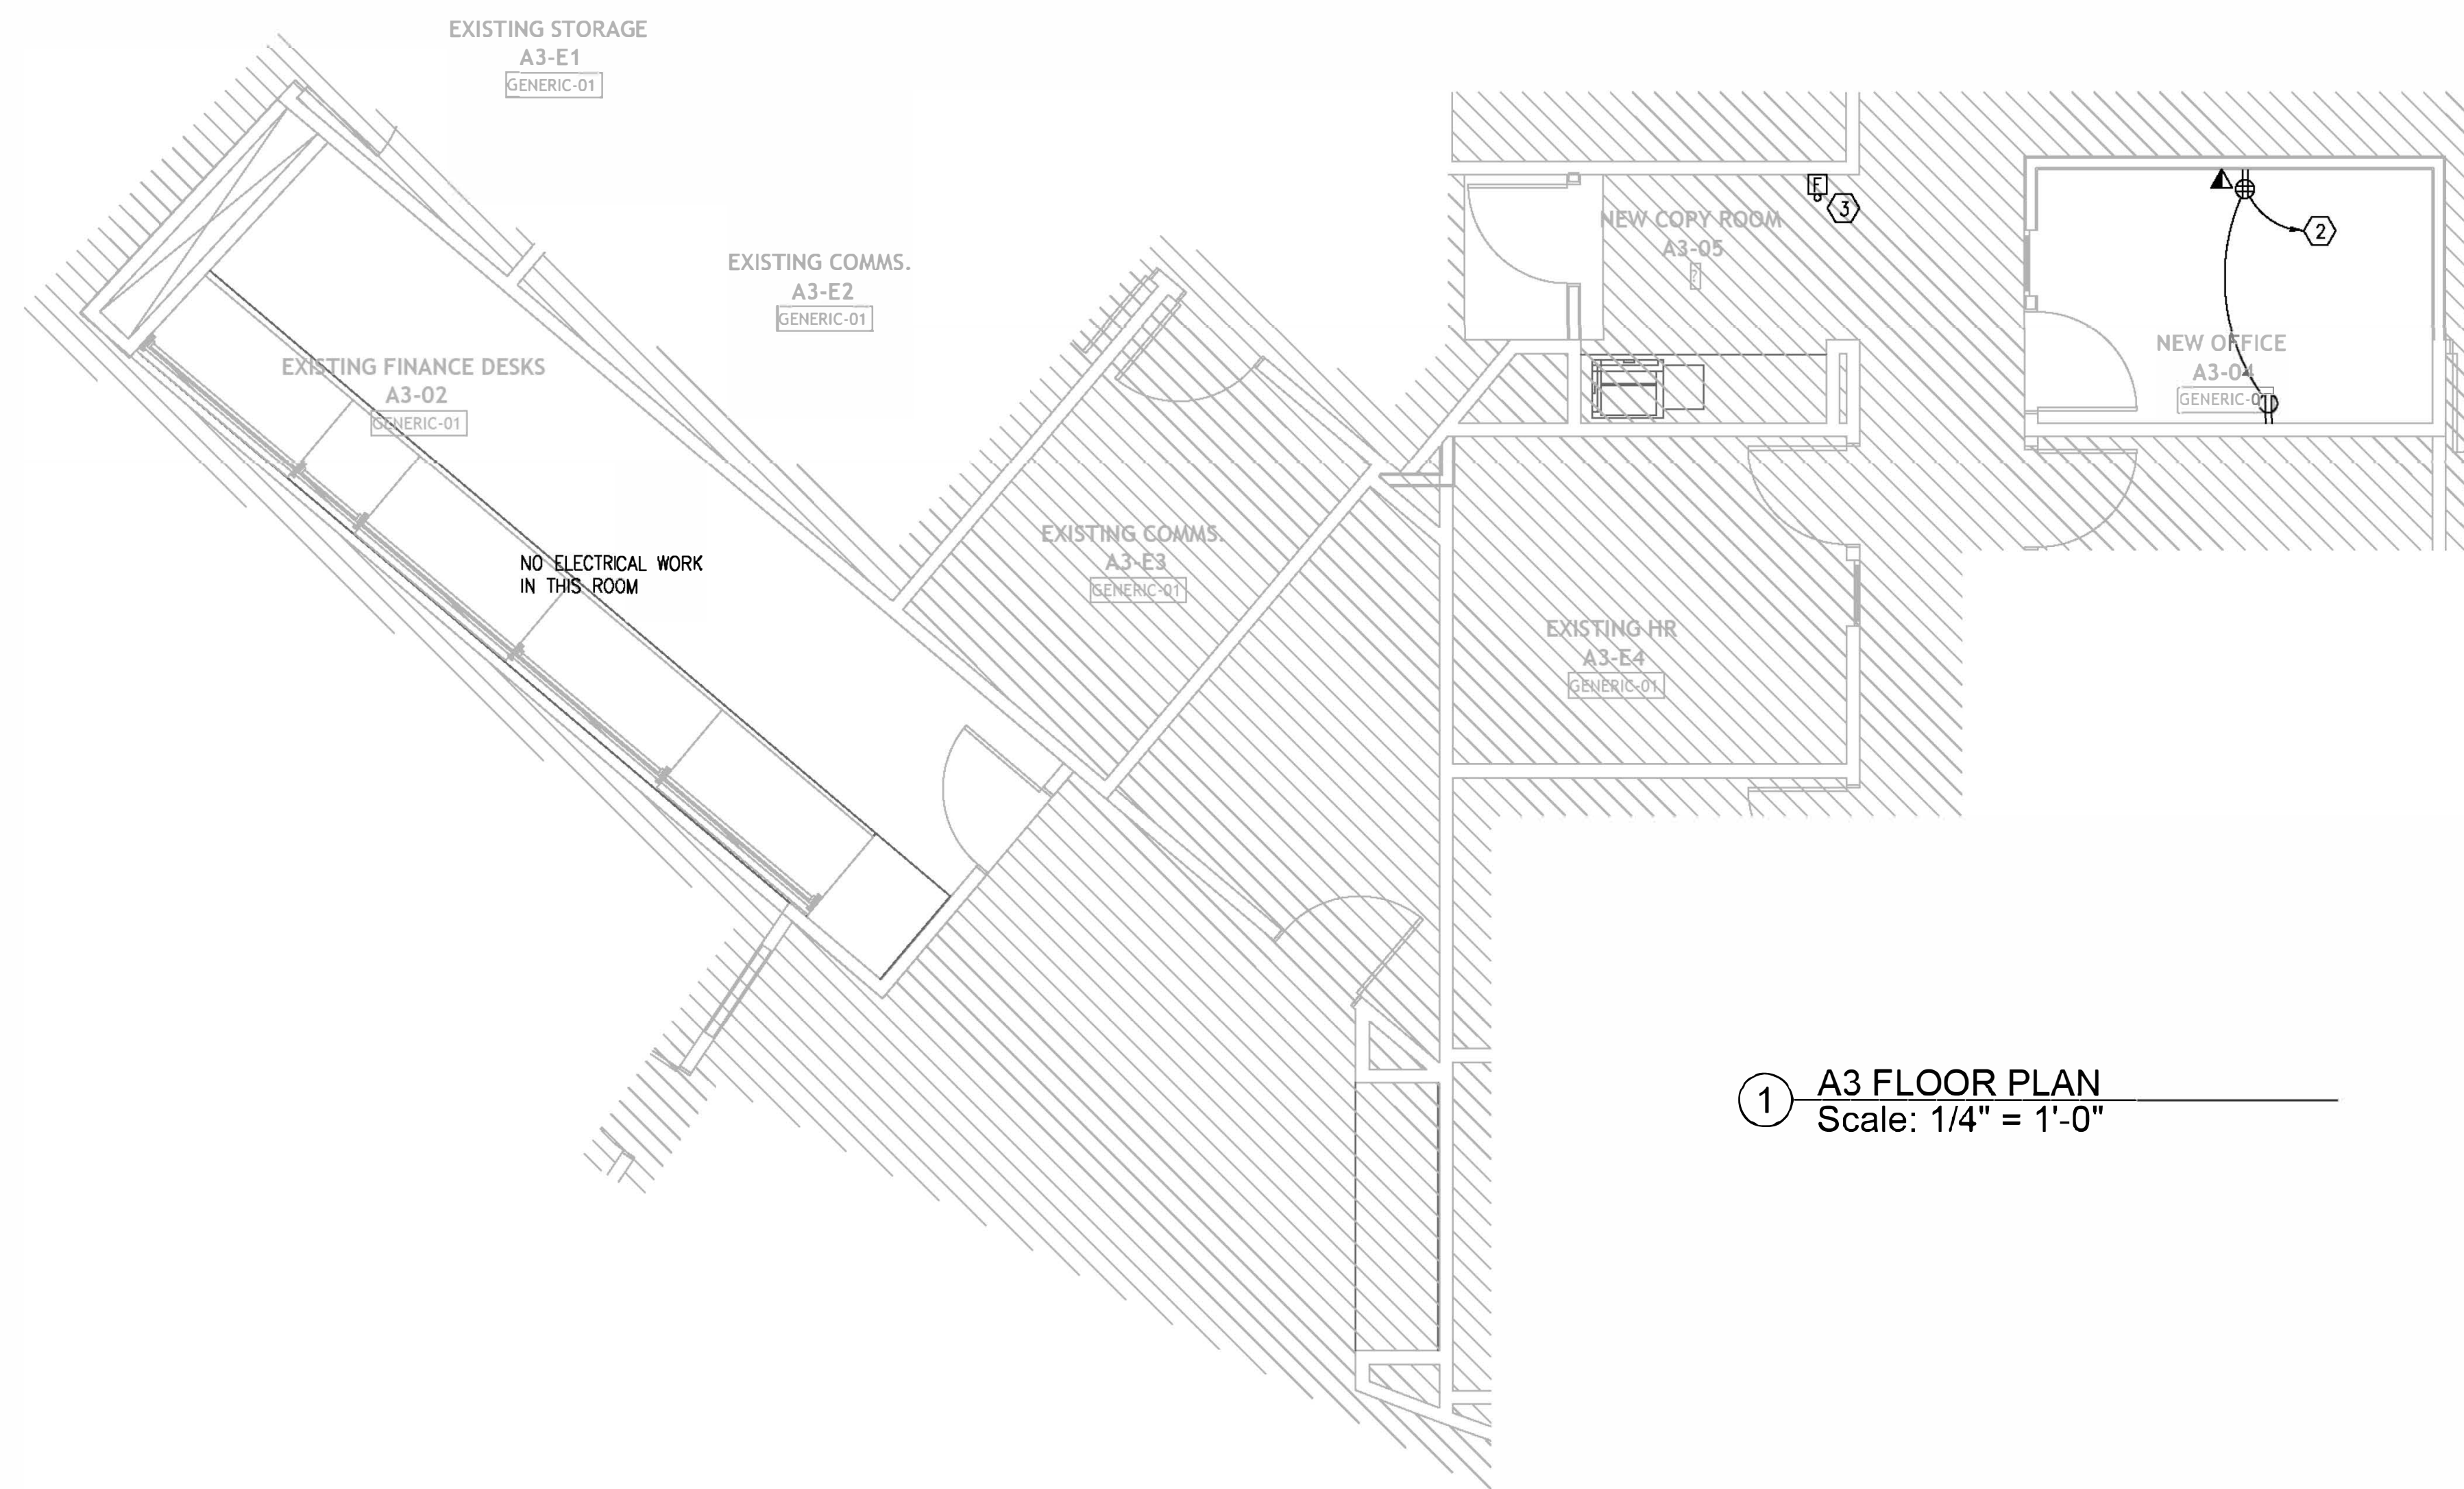 EXISTING STORAGE
A3-E1
GENERIC-01
EXISTING COMMS.
A3-E2
GENERIC-01
EXISTING FINANCE DESKS
A3-02
GENERIC-01
NO ELECTRICAL WORK
IN THIS ROOM
EXISTING COMMS.
A3-E3
GENERIC-01
NEW COPY ROOM
A3-05
?
F
3
2
NEW OFFICE
A3-04
GENERIC-01
EXISTING HR
A3-E4
GENERIC-01
1
A3 FLOOR PLAN
Scale: 1/4" = 1'-0"